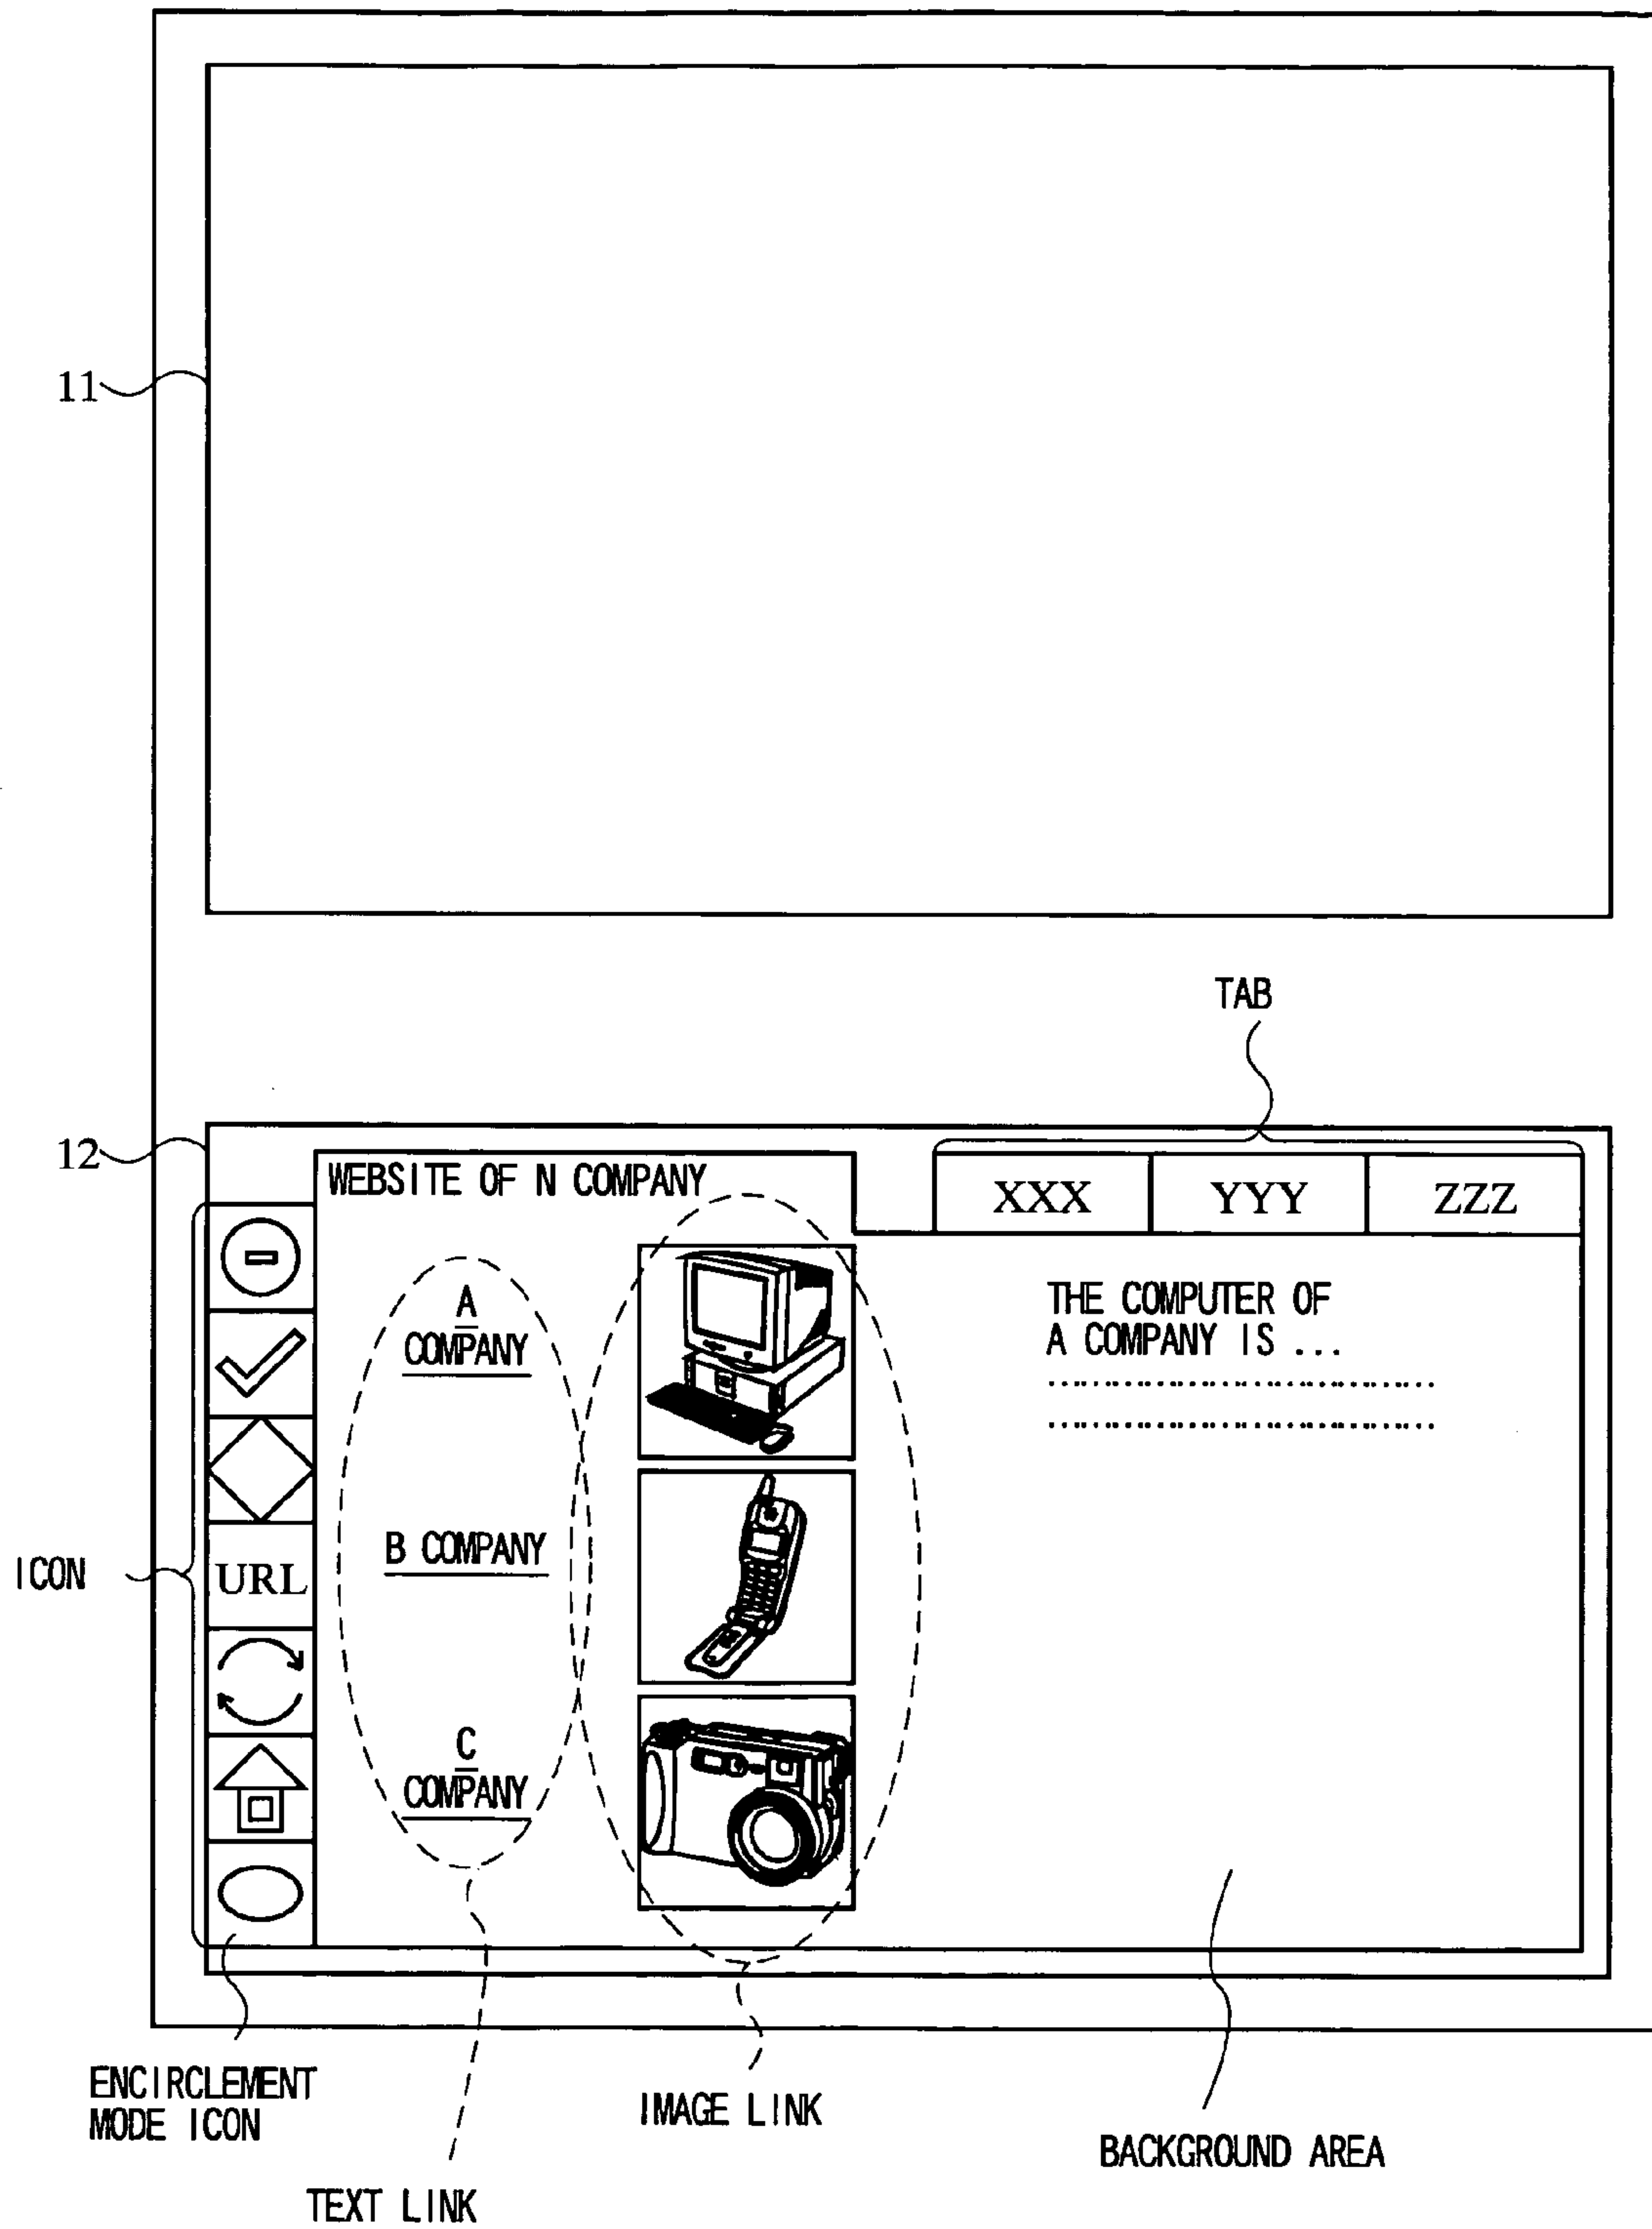 11
TAB
12
WEBSITE OF N COMPANY
XXX
YYY
ZZZ
A
COMPANY
THE COMPUTER OF
A COMPANY IS ...
B COMPANY
ICON
URL
C
COMPANY
ENCIRCLEMENT
MODE ICON
IMAGE LINK
BACKGROUND AREA
TEXT LINK